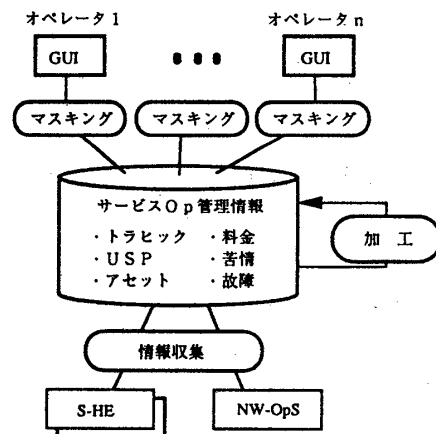 オペレータ1 オペレータn
GUI GUI
マスキング マスキング マスキング
サービスOp管理情報
・トラヒック ・料金
・USP ・苦情
・アセット ・故障
加 工
情報収集
S-HE NW-OpS